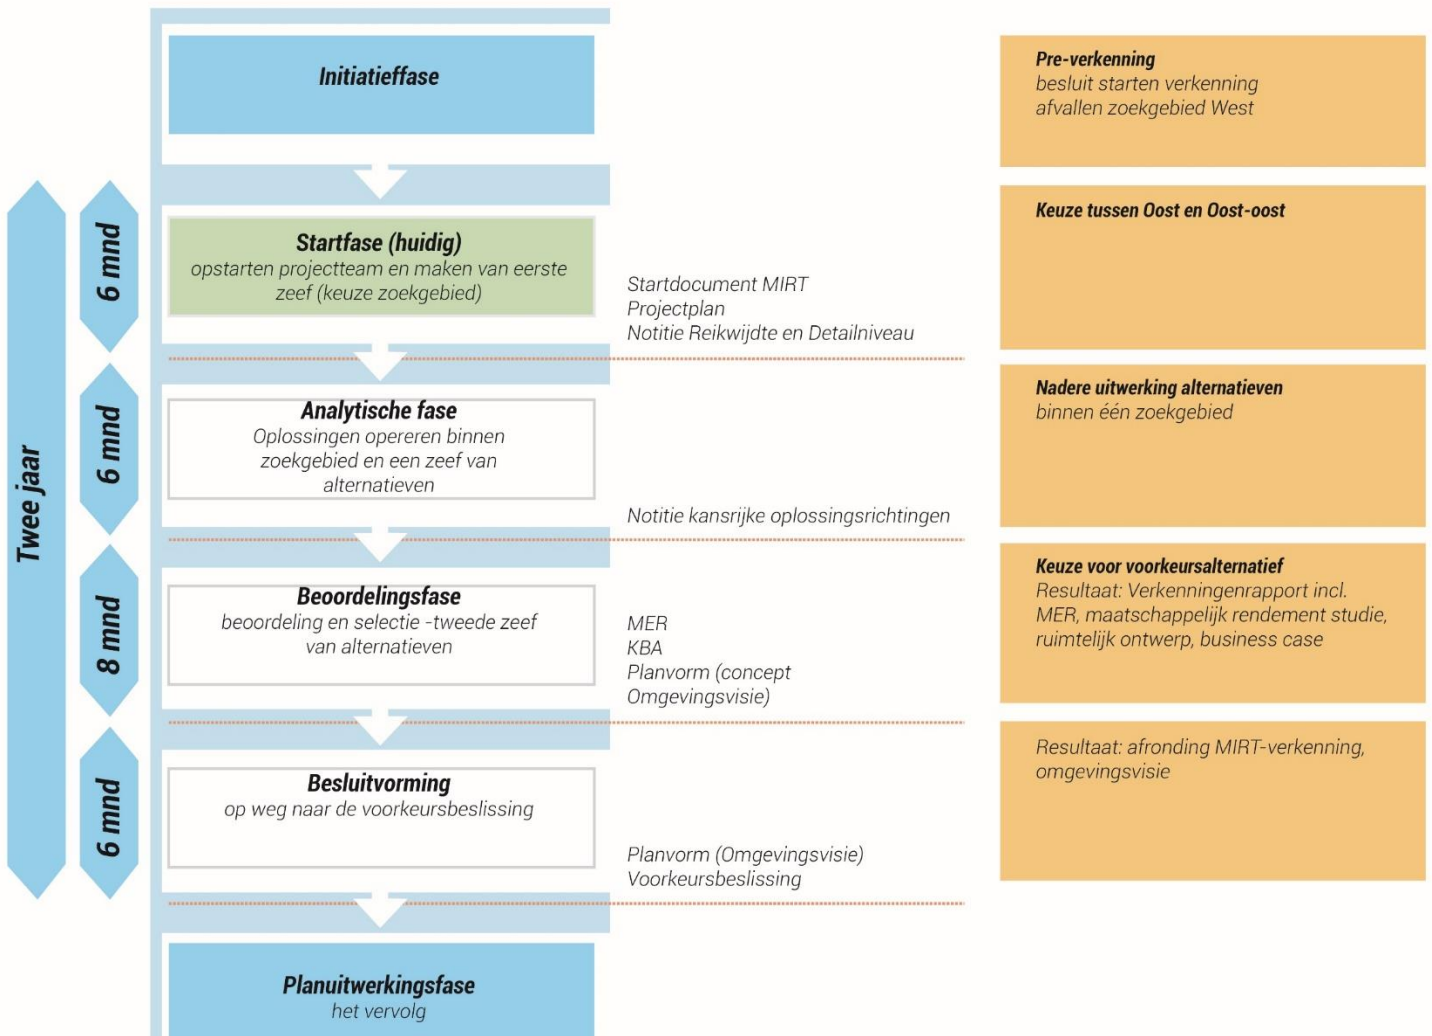 Initiatieffase
Pre-verkenning
besluit starten verkenning
afvallen zoekgebied West
Twee jaar
6 mnd
Startfase (huidig)
opstarten projectteam en maken van eerste
zeef (keuze zoekgebied)
Startdocument MIRT
Projectplan
Notitie Reikwijdte en Detailniveau
Keuze tussen Oost en Oost-oost
6 mnd
Analytische fase
Oplossingen opereren binnen
zoekgebied en een zeef van
alternatieven
Notitie kansrijke oplossingsrichtingen
Nadere uitwerking alternatieven
binnen één zoekgebied
8 mnd
Beoordelingsfase
beoordeling en selectie -tweede zeef
van alternatieven
MER
KBA
Planvorm (concept
Omgevingsvisie)
Keuze voor voorkeursalternatief
Resultaat: Verkenningenrapport incl.
MER, maatschappelijk rendement studie,
ruimtelijk ontwerp, business case
6 mnd
Besluitvorming
op weg naar de voorkeursbeslissing
Planvorm (Omgevingsvisie)
Voorkeursbeslissing
Resultaat: afronding MIRT-verkenning,
omgevingsvisie
Planuitwerkingsfase
het vervolg